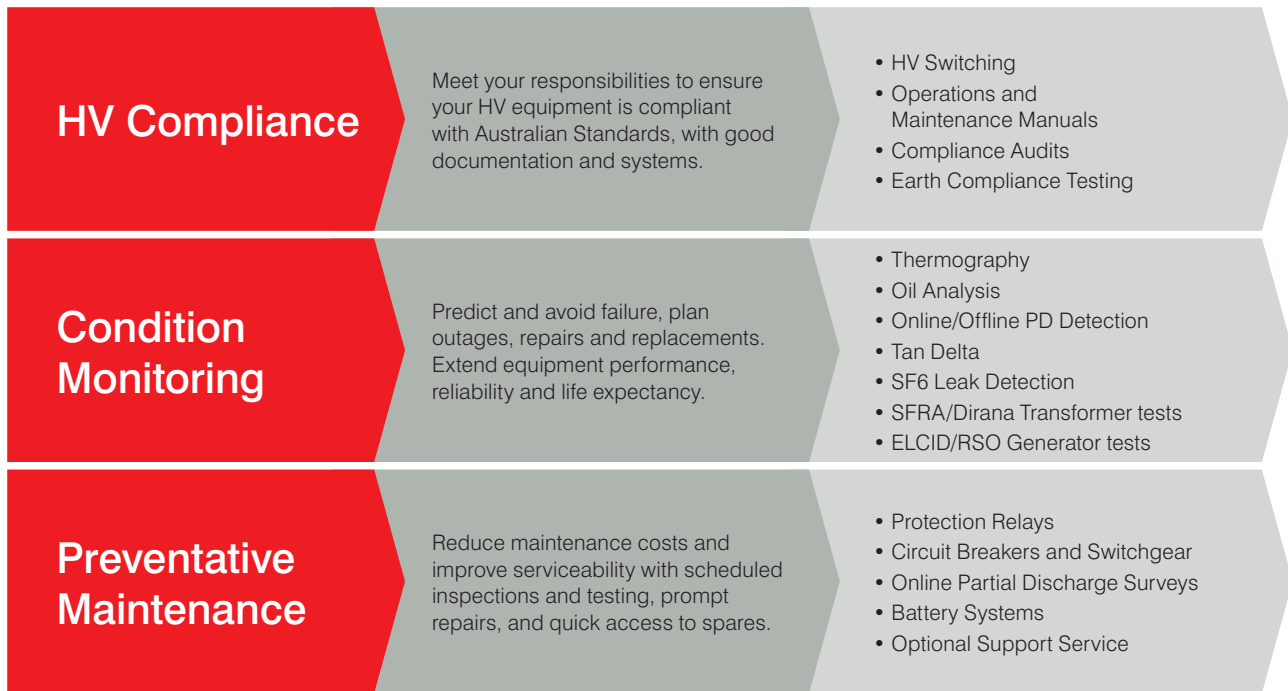 HV Compliance
Meet your responsibilities to ensure
your HV equipment is compliant
with Australian Standards, with good
documentation and systems.
• HV Switching
• Operations and
Maintenance Manuals
• Compliance Audits
• Earth Compliance Testing
Condition
Monitoring
Predict and avoid failure, plan
outages, repairs and replacements.
Extend equipment performance,
reliability and life expectancy.
• Thermography
• Oil Analysis
• Online/Offline PD Detection
• Tan Delta
• SF6 Leak Detection
• SFRA/Dirana Transformer tests
• ELCID/RSO Generator tests
Preventative
Maintenance
Reduce maintenance costs and
improve serviceability with scheduled
inspections and testing, prompt
repairs, and quick access to spares.
• Protection Relays
• Circuit Breakers and Switchgear
• Online Partial Discharge Surveys
• Battery Systems
• Optional Support Service